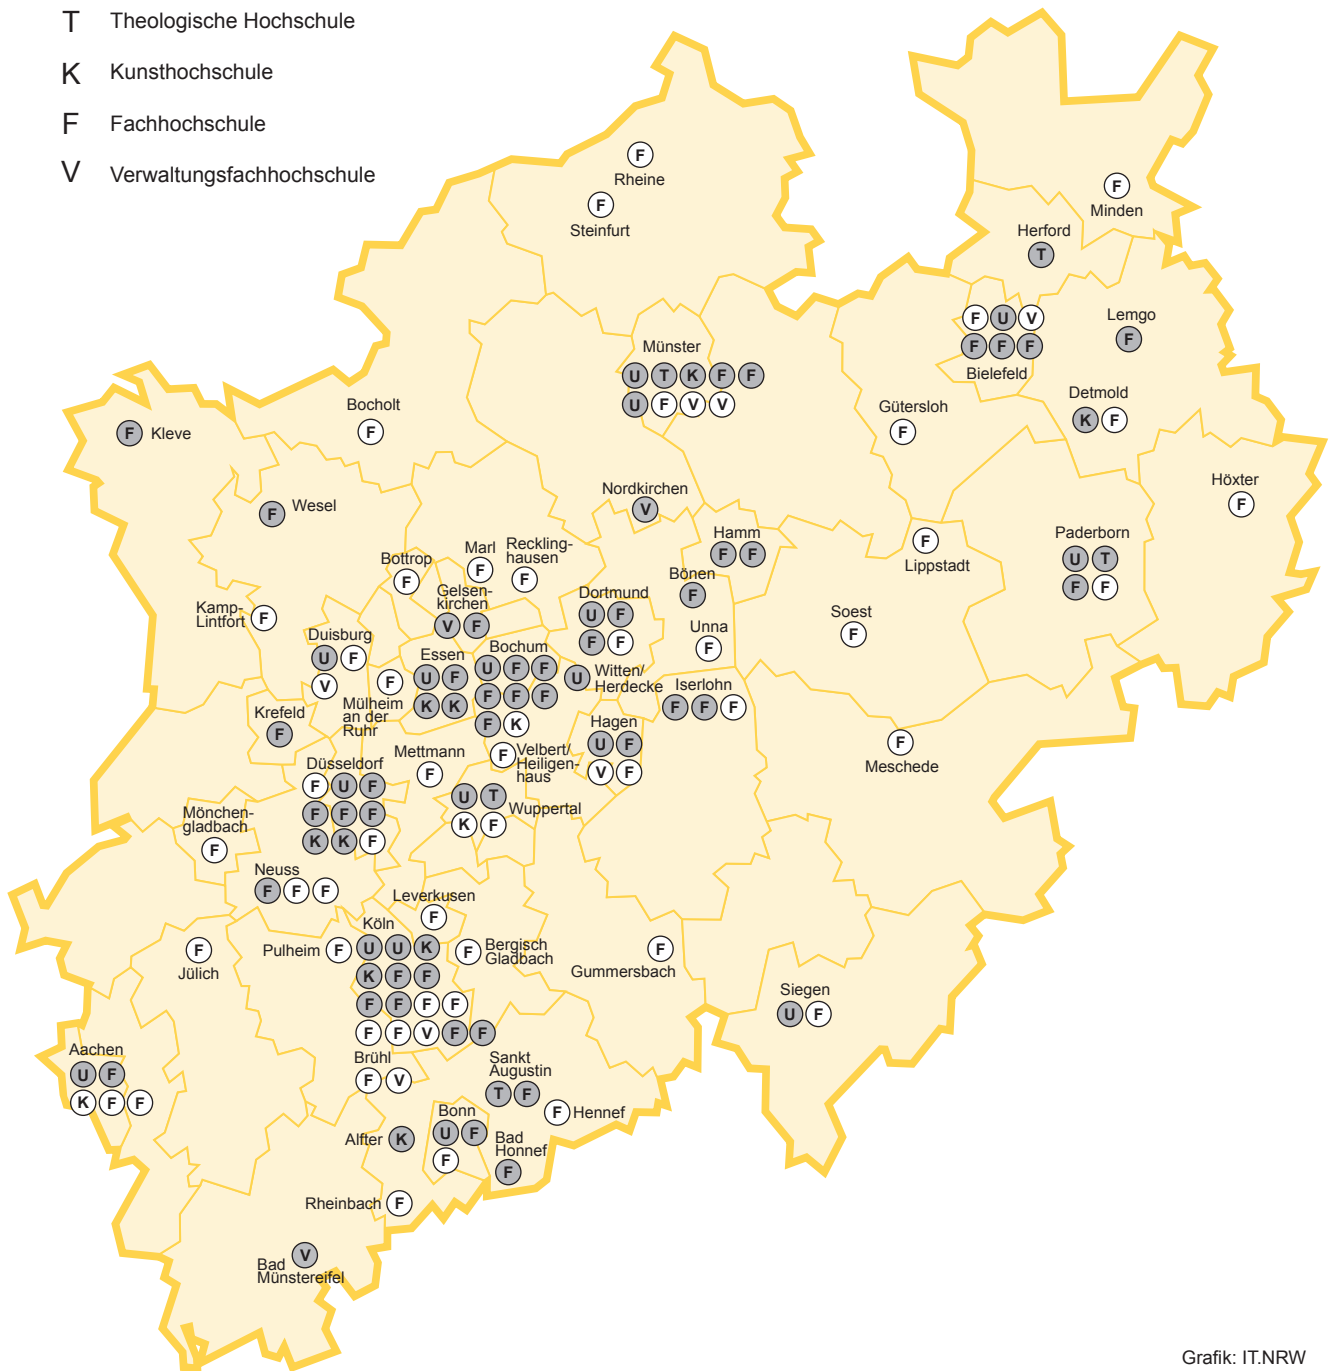 T Theologische Hochschule
K Kunsthochschule
F Fachhochschule
V Verwaltungsfachhochschule
F
Rheine
F
Steinfurt
F
Minden
Herford
T
F U V
F F F
Bielefeld
Lemgo
F
Münster
U T K F F
U F V V
Detmold
K F
Bocholt
F
Gütersloh
F
F Kleve
Höxter
F
Wesel
F
Nordkirchen
V
Hamm
F F
F
Lippstadt
Paderborn
U T
F F
Bottrop
F
Marl
F
Reckling-
hausen
F
Gelsen-
kirchen
V F
Dortmund
U F
F F
Bönen
F
Kamp-
Lintfort
F
Unna
F
Soest
F
Duisburg
U F
V
F
Mülheim
an der
Ruhr
Essen
U F
K K
Bochum
U F F
F F F
F K
U
Witten/
Herdecke
Iserlohn
F F F
Krefeld
F
Hagen
U F
V F
F
Meschede
F
Velbert/
Heiligen-
haus
Mettmann
F
Düsseldorf
F U F
F F F
K K F
U T
K F
Wuppertal
Mönchen-
gladbach
F
Neuss
F F F
Leverkusen
F
Köln
U U K
K F F
F F F F
F F V F F
Pulheim F
F
Bergisch
Gladbach
F
Jülich
F
Gummersbach
Siegen
U F
Aachen
U F
K F F
Brühl
F V
Sankt
Augustin
T F
F Hennef
Alfter K
Bonn
U F
F
Bad
Honnef
F
Rheinbach F
V
Bad
Münstereifel
Grafik: IT.NRW